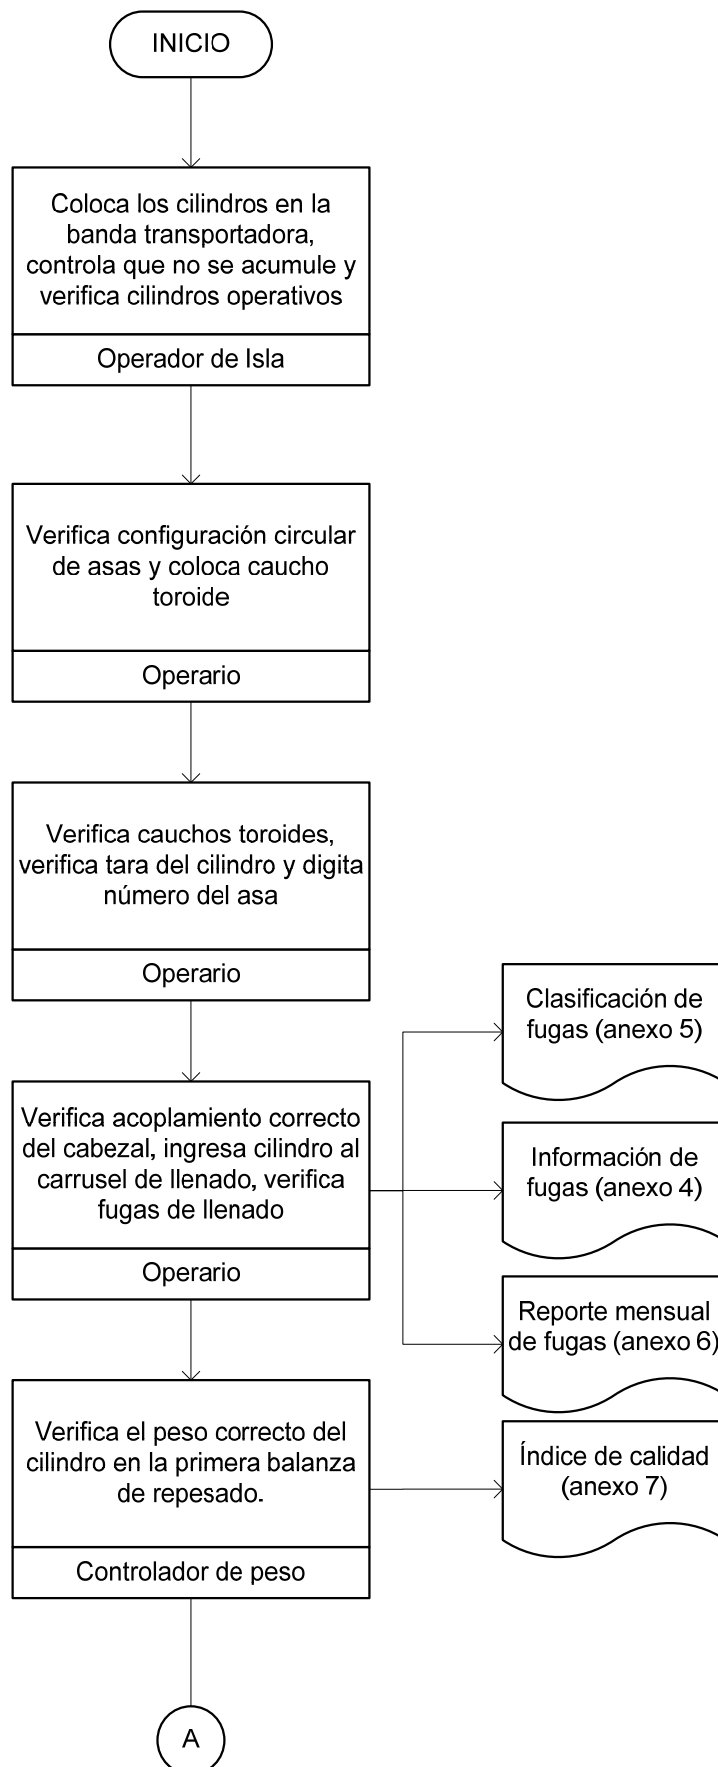 INICIO
Coloca los cilindros en la
banda transportadora,
controla que no se acumule y
verifica cilindros operativos
Operador de Isla
Verifica configuración circular
de asas y coloca caucho
toroide
Operario
Verifica cauchos toroides,
verifica tara del cilindro y digita
número del asa
Operario
Verifica acoplamiento correcto
del cabezal, ingresa cilindro al
carrusel de llenado, verifica
fugas de llenado
Operario
Clasificación de
fugas (anexo 5)
Información de
fugas (anexo 4)
Reporte mensual
de fugas (anexo 6)
Verifica el peso correcto del
cilindro en la primera balanza
de repesado.
Controlador de peso
Índice de calidad
(anexo 7)
A